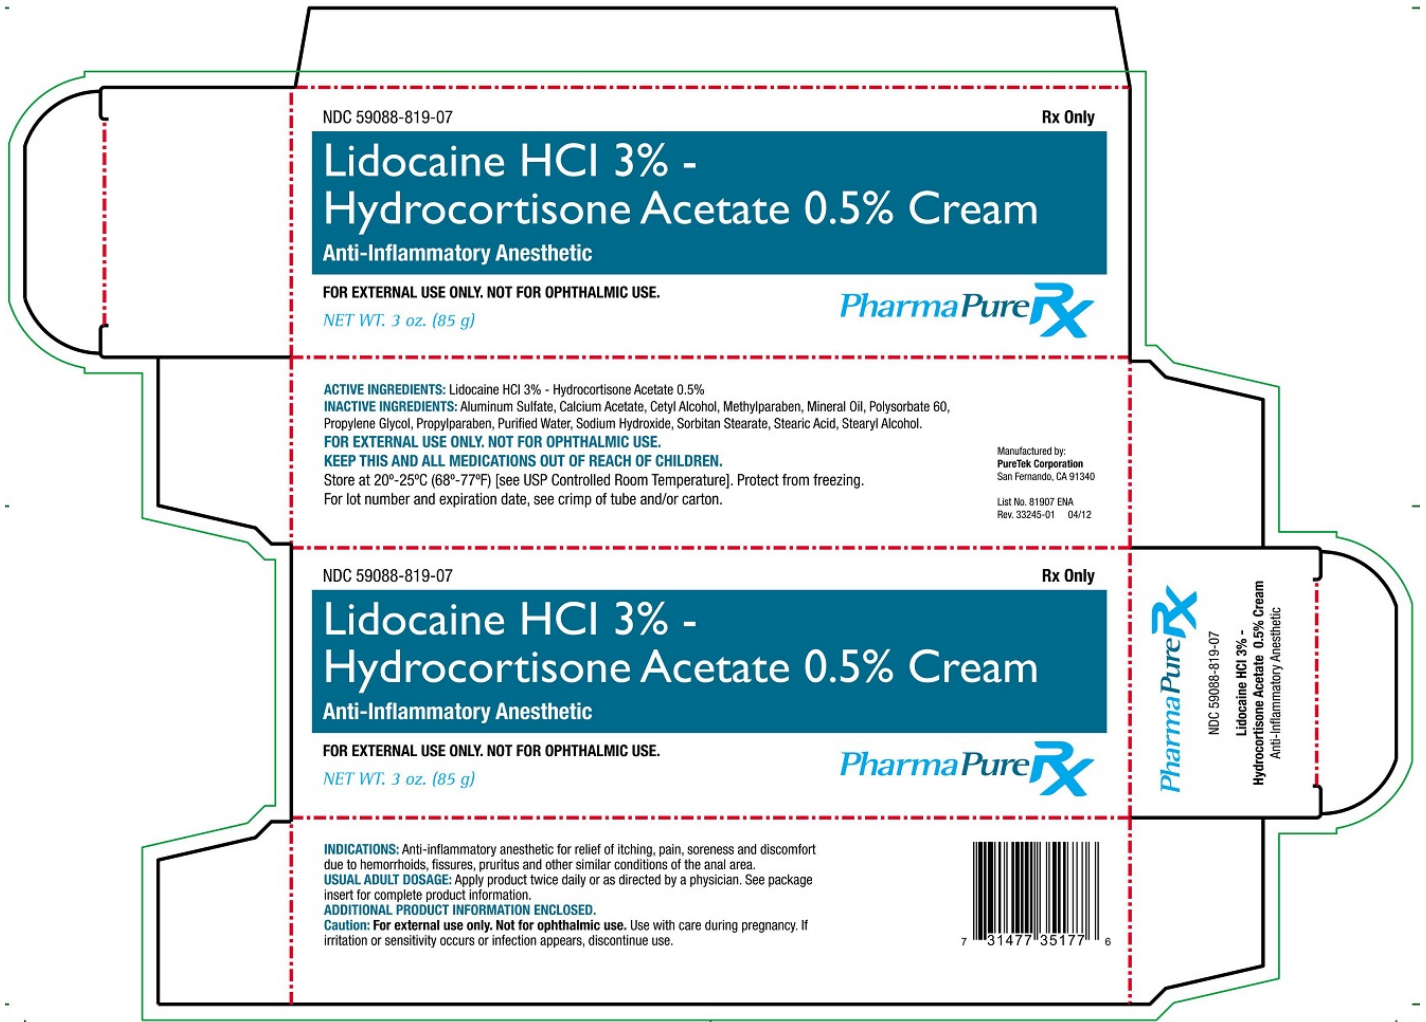 NDC 59088-819-07
Rx Only
Lidocaine HCl 3% -
Hydrocortisone Acetate 0.5% Cream
Anti-Inflammatory Anesthetic
FOR EXTERNAL USE ONLY. NOT FOR OPHTHALMIC USE.
NET WT. 3 oz. (85 g)
PharmaPureRx
ACTIVE INGREDIENTS: Lidocaine HCl 3% - Hydrocortisone Acetate 0.5%
INACTIVE INGREDIENTS: Aluminum Sulfate, Calcium Acetate, Cetyl Alcohol, Methylparaben, Mineral Oil, Polysorbate 60,
Propylene Glycol, Propylparaben, Purified Water, Sodium Hydroxide, Sorbitan Stearate, Stearic Acid, Stearyl Alcohol.
FOR EXTERNAL USE ONLY. NOT FOR OPHTHALMIC USE.
KEEP THIS AND ALL MEDICATIONS OUT OF REACH OF CHILDREN.
Store at 20º-25ºC (68º-77ºF) [see USP Controlled Room Temperature]. Protect from freezing.
For lot number and expiration date, see crimp of tube and/or carton.
Manufactured by:
PureTek Corporation
San Fernando, CA 91340
List No. 81907 ENA
Rev. 33245-01 04/12
NDC 59088-819-07
Rx Only
Lidocaine HCl 3% -
Hydrocortisone Acetate 0.5% Cream
Anti-Inflammatory Anesthetic
FOR EXTERNAL USE ONLY. NOT FOR OPHTHALMIC USE.
NET WT. 3 oz. (85 g)
PharmaPureRx
PharmaPureRx
NDC 59088-819-07
Lidocaine HCl 3% -
Hydrocortisone Acetate 0.5% Cream
Anti-Inflammatory Anesthetic
INDICATIONS: Anti-inflammatory anesthetic for relief of itching, pain, soreness and discomfort
due to hemorrhoids, fissures, pruritus and other similar conditions of the anal area.
USUAL ADULT DOSAGE: Apply product twice daily or as directed by a physician. See package
insert for complete product information.
ADDITIONAL PRODUCT INFORMATION ENCLOSED.
Caution: For external use only. Not for ophthalmic use. Use with care during pregnancy. If
irritation or sensitivity occurs or infection appears, discontinue use.
7 31477 35177 6